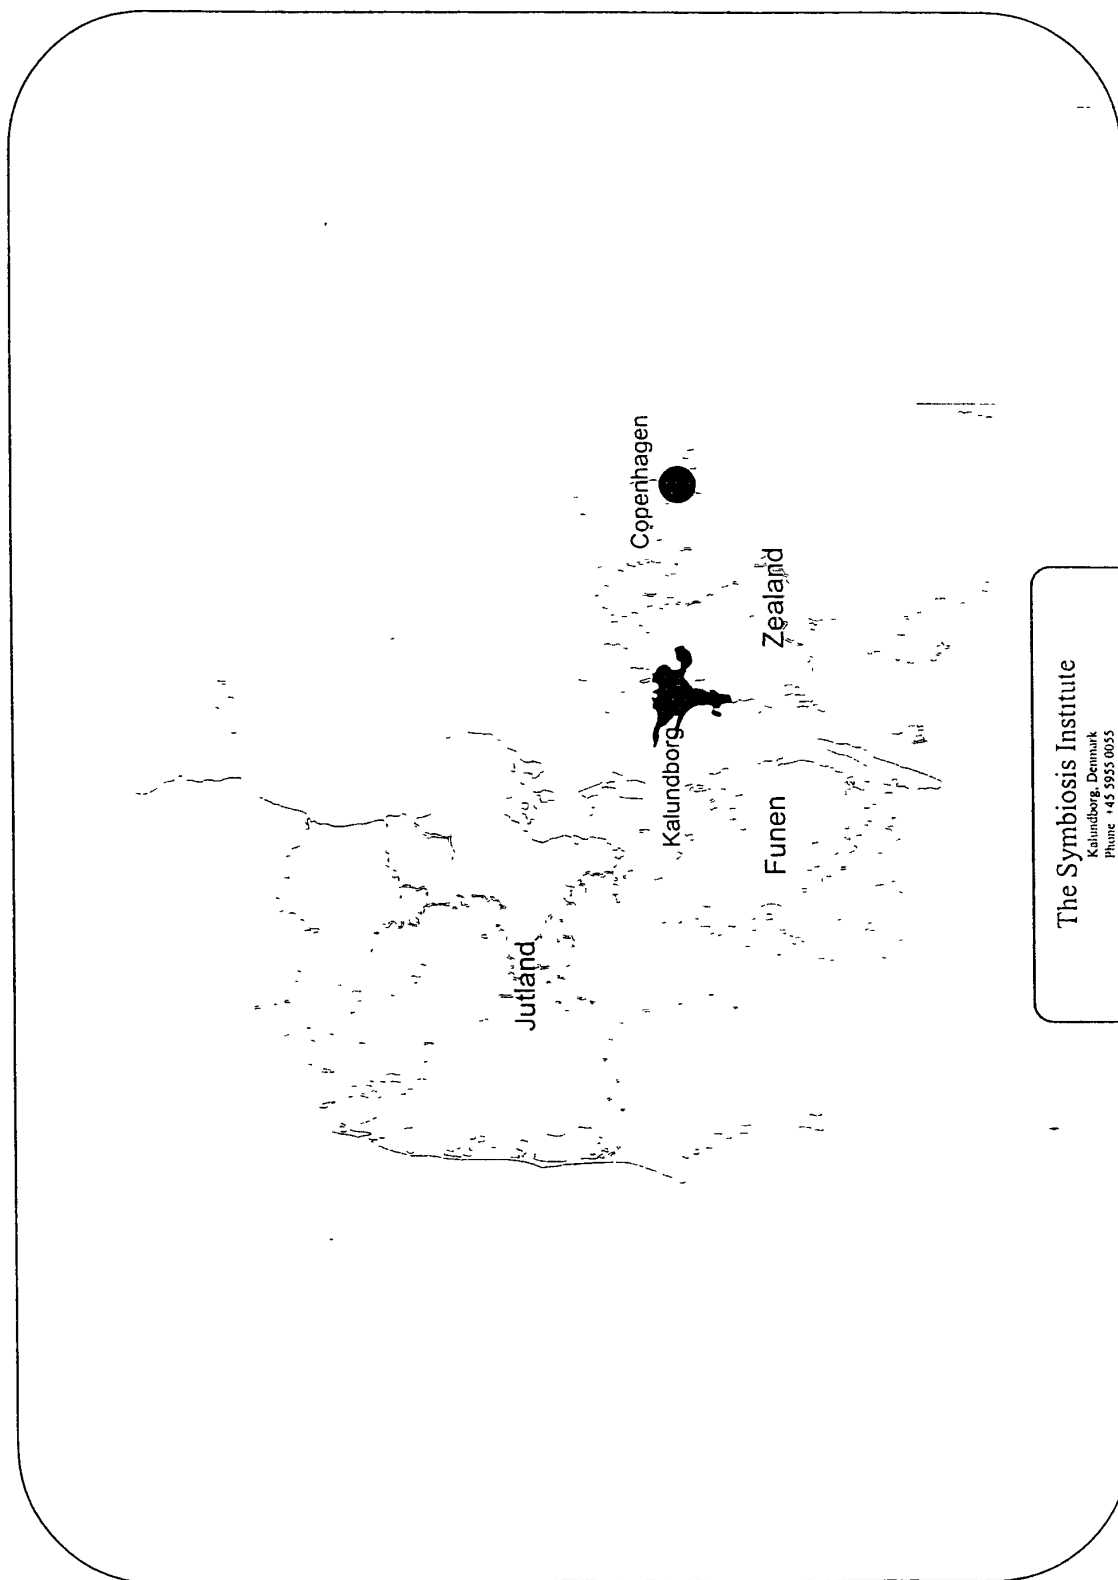 Copenhagen
Zealand
Kalundborg
Funen
Jutland
The Symbiosis Institute
Kalundborg, Denmark
Phone +45 5955 0055